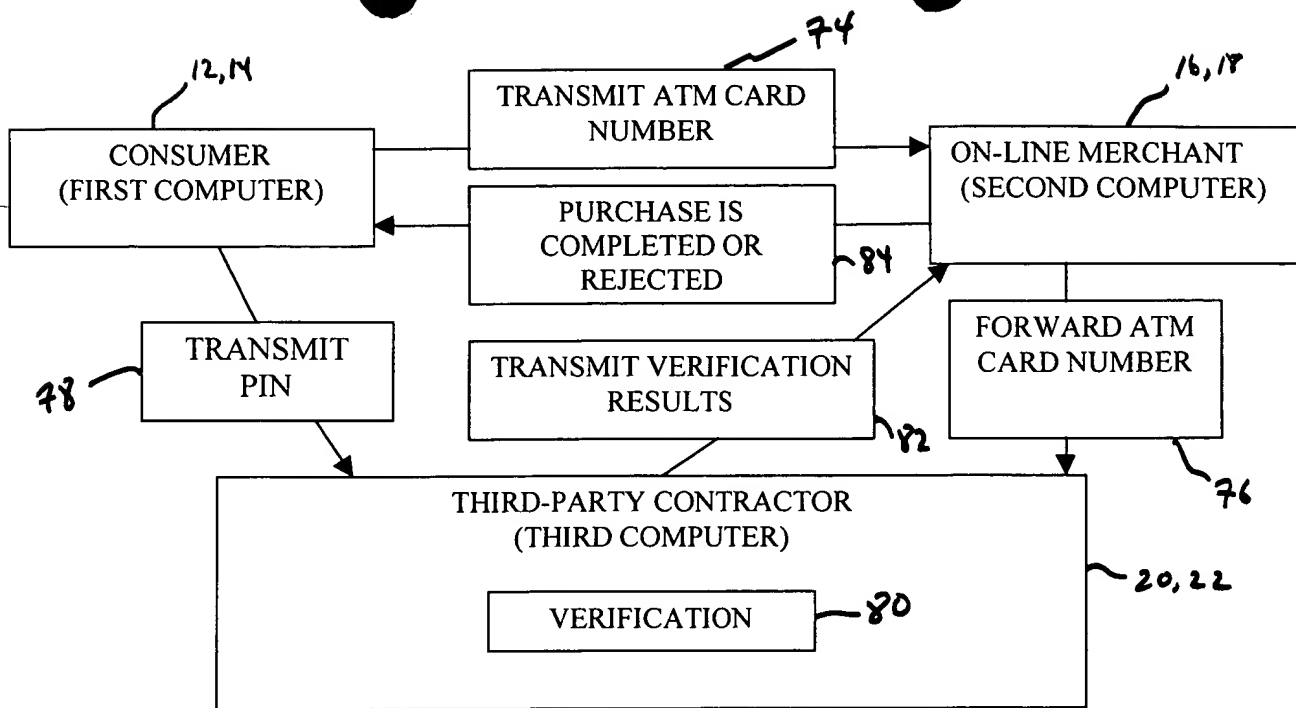 74
12, 14
16, 18
TRANSMIT ATM CARD
NUMBER
CONSUMER
(FIRST COMPUTER)
ON-LINE MERCHANT
(SECOND COMPUTER)
PURCHASE IS
COMPLETED OR
REJECTED
84
TRANSMIT
PIN
78
TRANSMIT VERIFICATION
RESULTS
82
FORWARD ATM
CARD NUMBER
76
THIRD-PARTY CONTRACTOR
(THIRD COMPUTER)
20, 22
VERIFICATION
80